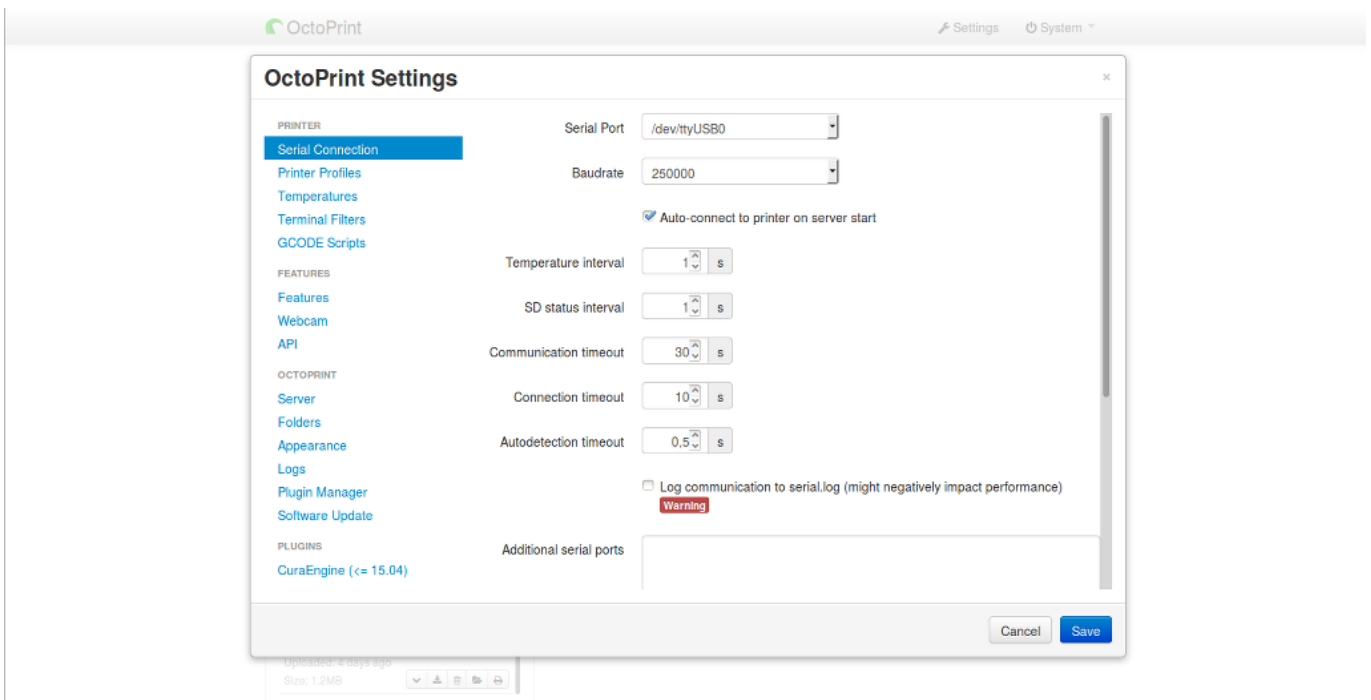 OctoPrint
Settings
System
OctoPrint Settings
×
PRINTER
Serial Connection
Printer Profiles
Temperatures
Terminal Filters
GCODE Scripts
FEATURES
Features
Webcam
API
OCTOPRINT
Server
Folders
Appearance
Logs
Plugin Manager
Software Update
PLUGINS
CuraEngine (<= 15.04)
Serial Port /dev/ttyUSB0
Baudrate 250000
Auto-connect to printer on server start
Temperature interval 1 s
SD status interval 1 s
Communication timeout 30 s
Connection timeout 10 s
Autodetection timeout 0,5 s
Log communication to serial.log (might negatively impact performance)
Warning
Additional serial ports
Cancel Save
Uploaded: 4 days ago
Size: 1.2MB